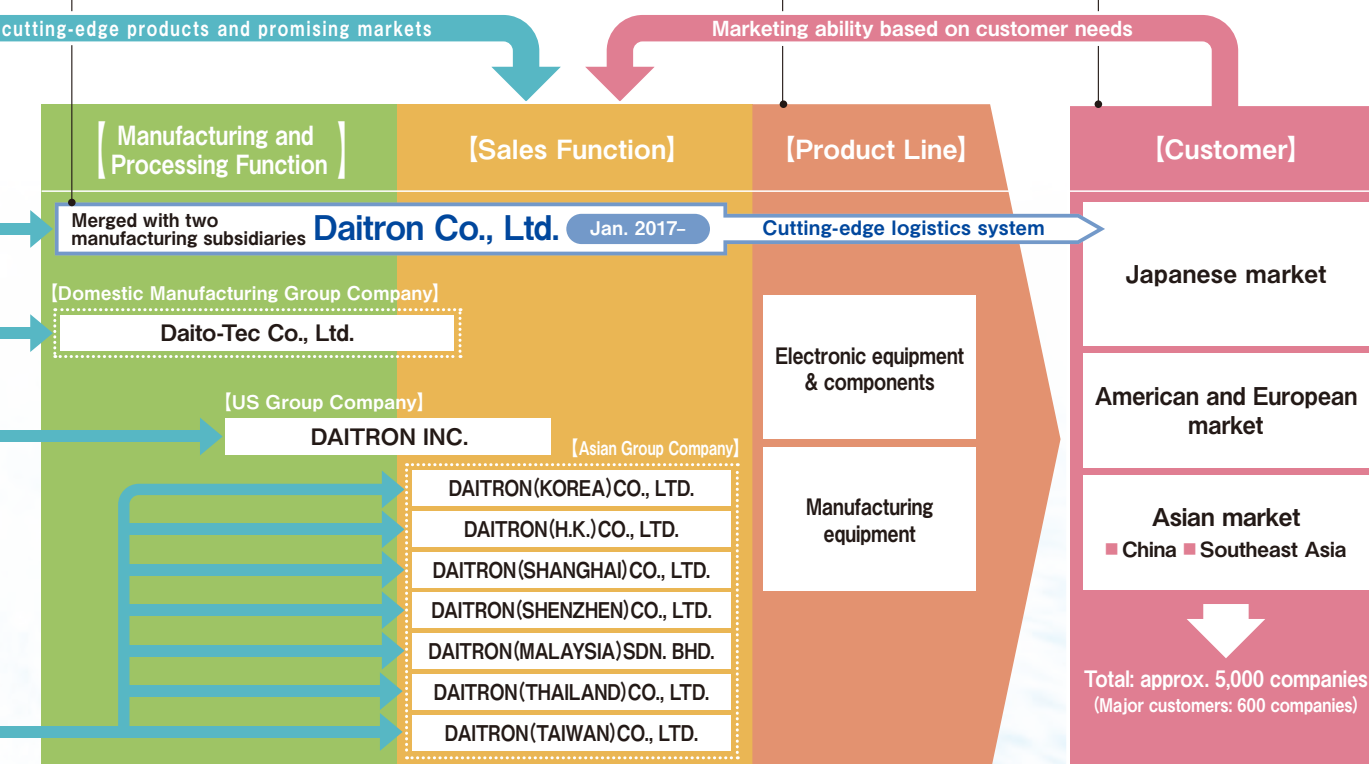 cutting-edge products and promising markets
Marketing ability based on customer needs
[Manufacturing and
Processing Function]
[Sales Function]
[Product Line]
[Customer]
Merged with two
manufacturing subsidiaries
Daitron Co., Ltd.
Jan. 2017–
Cutting-edge logistics system
[Domestic Manufacturing Group Company]
Daito-Tec Co., Ltd.
[US Group Company]
DAITRON INC.
[Asian Group Company]
DAITRON(KOREA)CO., LTD.
DAITRON(H.K.)CO., LTD.
DAITRON(SHANGHAI)CO., LTD.
DAITRON(SHENZHEN)CO., LTD.
DAITRON(MALAYSIA)SDN. BHD.
DAITRON(THAILAND)CO., LTD.
DAITRON(TAIWAN)CO., LTD.
Electronic equipment
& components
Manufacturing
equipment
Japanese market
American and European
market
Asian market
■ China ■ Southeast Asia
Total: approx. 5,000 companies
(Major customers: 600 companies)